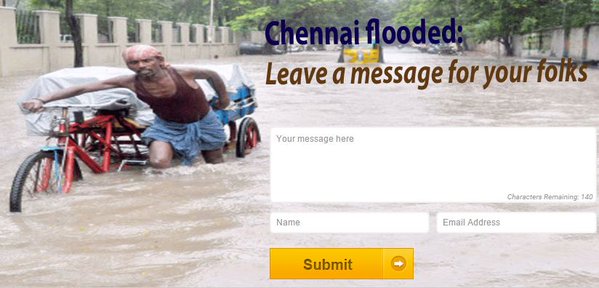 Chennai flooded:
Leave a message for your folks
Your message here
Characters Remaining: 140
Name
Email Address
Submit